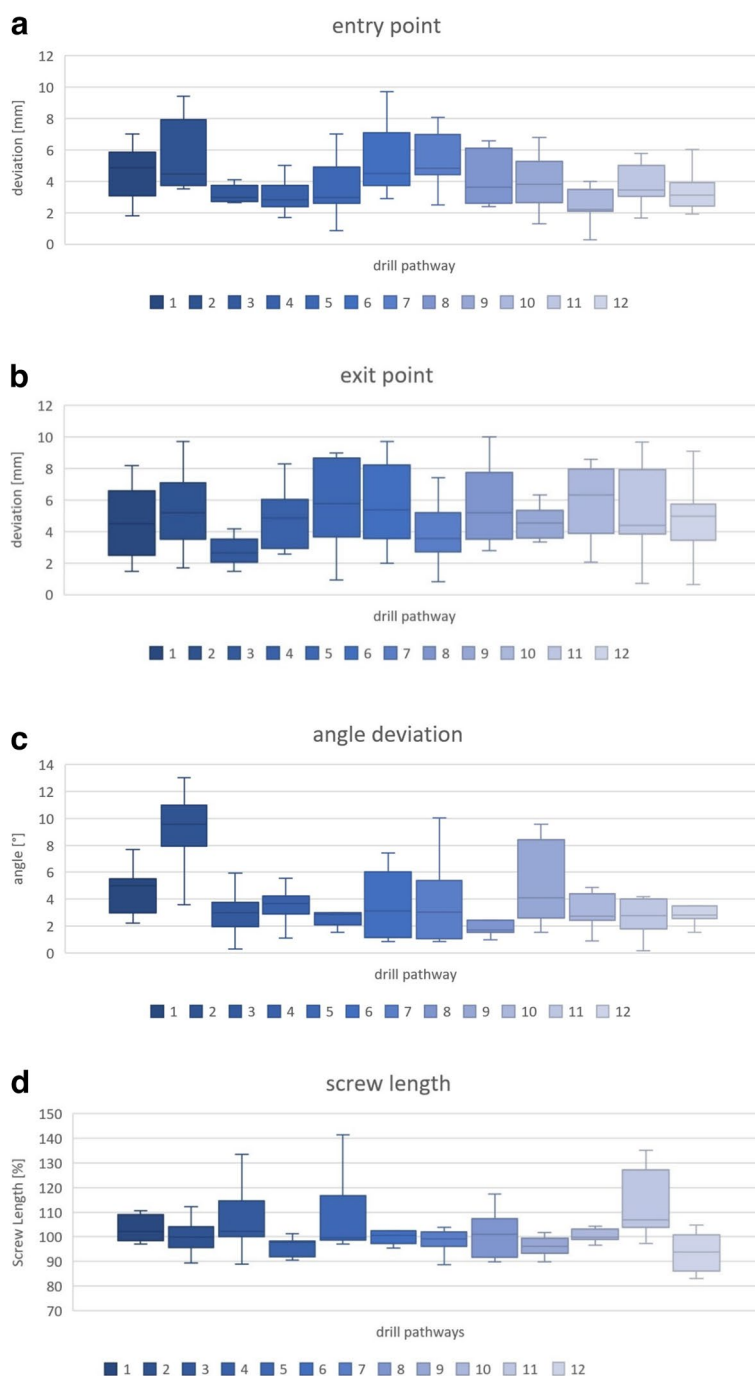 a
entry point
12
10
8
6
4
2
0
deviation [mm]
drill pathway
1 2 3 4 5 6 7 8 9 10 11 12
b
exit point
12
10
8
6
4
2
0
deviation [mm]
drill pathway
1 2 3 4 5 6 7 8 9 10 11 12
c
angle deviation
14
12
10
8
6
4
2
0
angle [°]
drill pathway
1 2 3 4 5 6 7 8 9 10 11 12
d
screw length
150
140
130
120
110
100
90
80
70
Screw Length [%]
drill pathways
1 2 3 4 5 6 7 8 9 10 11 12